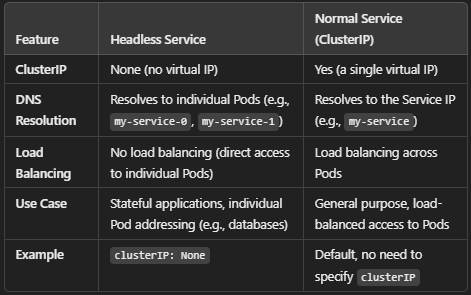 Feature Headless Service Normal Service
(ClusterIP)
ClusterIP None (no virtual IP) Yes (a single virtual IP)
DNS
Resolution Resolves to individual Pods (e.g.,
my-service-0, my-service-1) Resolves to the Service IP
(e.g., my-service)
Load
Balancing No load balancing (direct access
to individual Pods) Load balancing across
Pods
Use Case Stateful applications, individual
Pod addressing (e.g., databases) General purpose, load-
balanced access to Pods
Example clusterIP: None Default, no need to
specify clusterIP